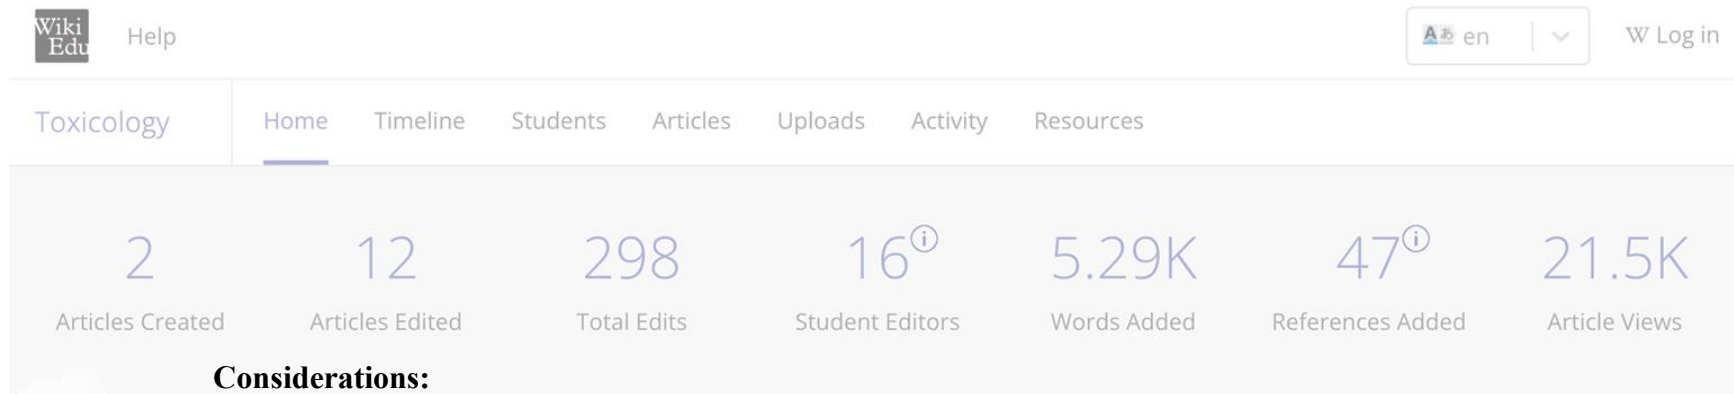 Wiki
Edu
Help
en
W Log in
Toxicology
Home Timeline Students Articles Uploads Activity Resources
2 12 298 16 5.29K 47 21.5K
Articles Created Articles Edited Total Edits Student Editors Words Added References Added Article Views
Considerations: